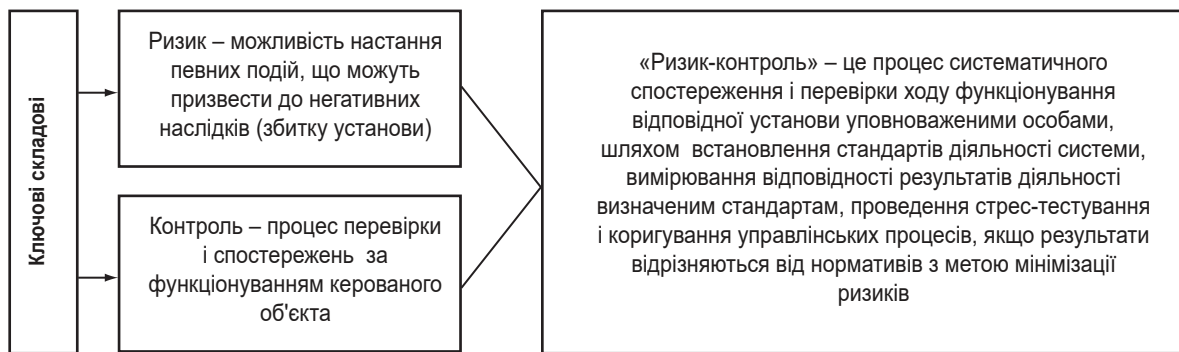 Ключові складові
Ризик – можливість настання
певних подій, що можуть
призвести до негативних
наслідків (збитку установи)
Контроль – процес перевірки
і спостережень за
функціонуванням керованого
об'єкта
«Ризик-контроль» – це процес систематичного
спостереження і перевірки ходу функціонування
відповідної установи уповноваженими особами,
шляхом встановлення стандартів діяльності системи,
вимірювання відповідності результатів діяльності
визначеним стандартам, проведення стрес-тестування
і коригування управлінських процесів, якщо результати
відрізняються від нормативів з метою мінімізації
ризиків